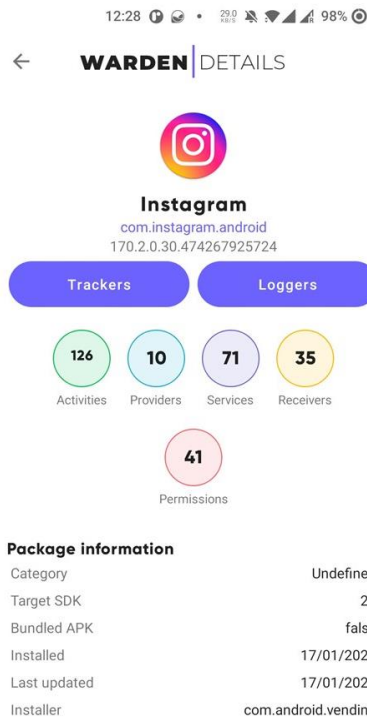 12:28 29.0 KB/S 98%
WARDEN DETAILS
Instagram
com.instagram.android
170.2.0.30.474267925724
Trackers Loggers
126 10 71 35
Activities Providers Services Receivers
41
Permissions
Package information
Category Undefine
Target SDK 2
Bundled APK fals
Installed 17/01/202
Last updated 17/01/202
Installer com.android.vendin